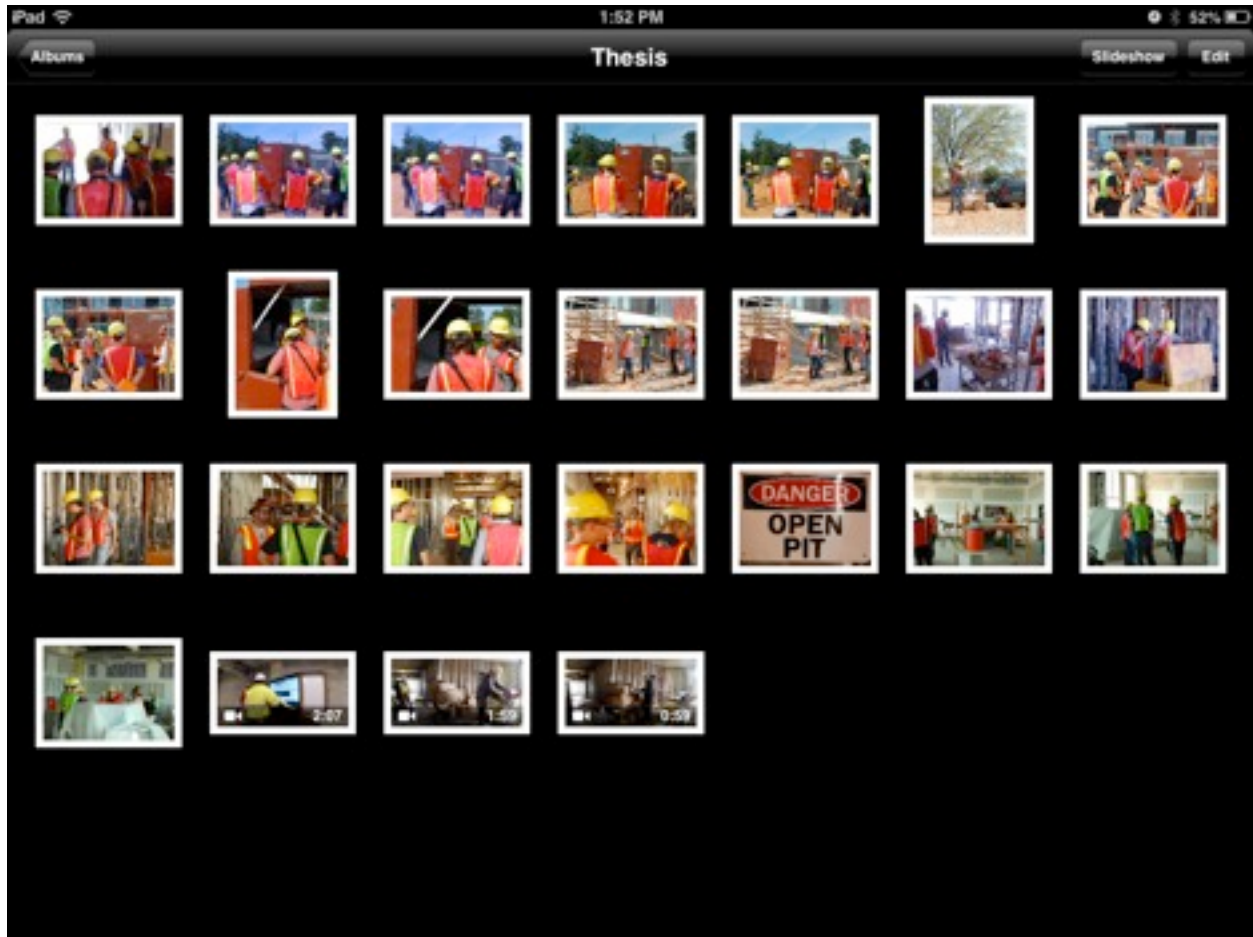 iPad 1:52 PM 52%
Albums Thesis Slideshow Edit
DANGER
OPEN
PIT
2:07 1:59 0:59